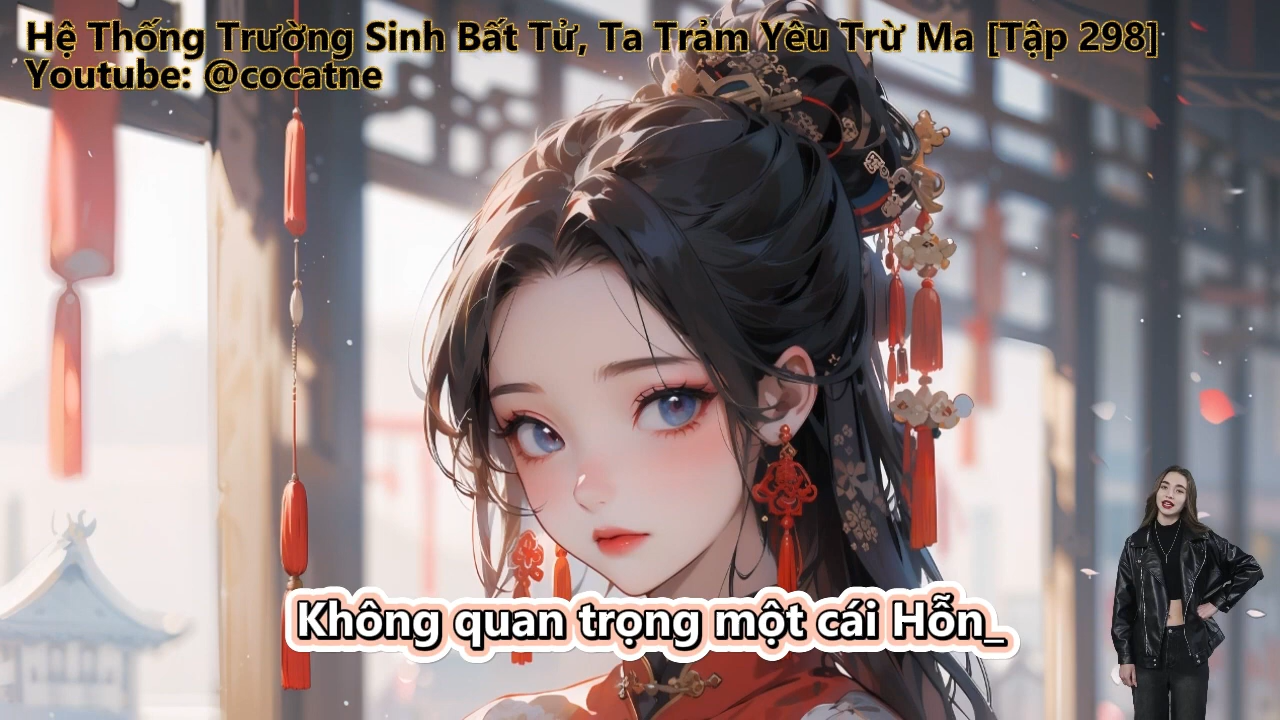 Hệ Thống Trường Sinh Bất Tử, Ta Trảm Yêu Trừ Ma [Tập 298]
Youtube: @cocatne
Không quan trọng một cái Hỗn_